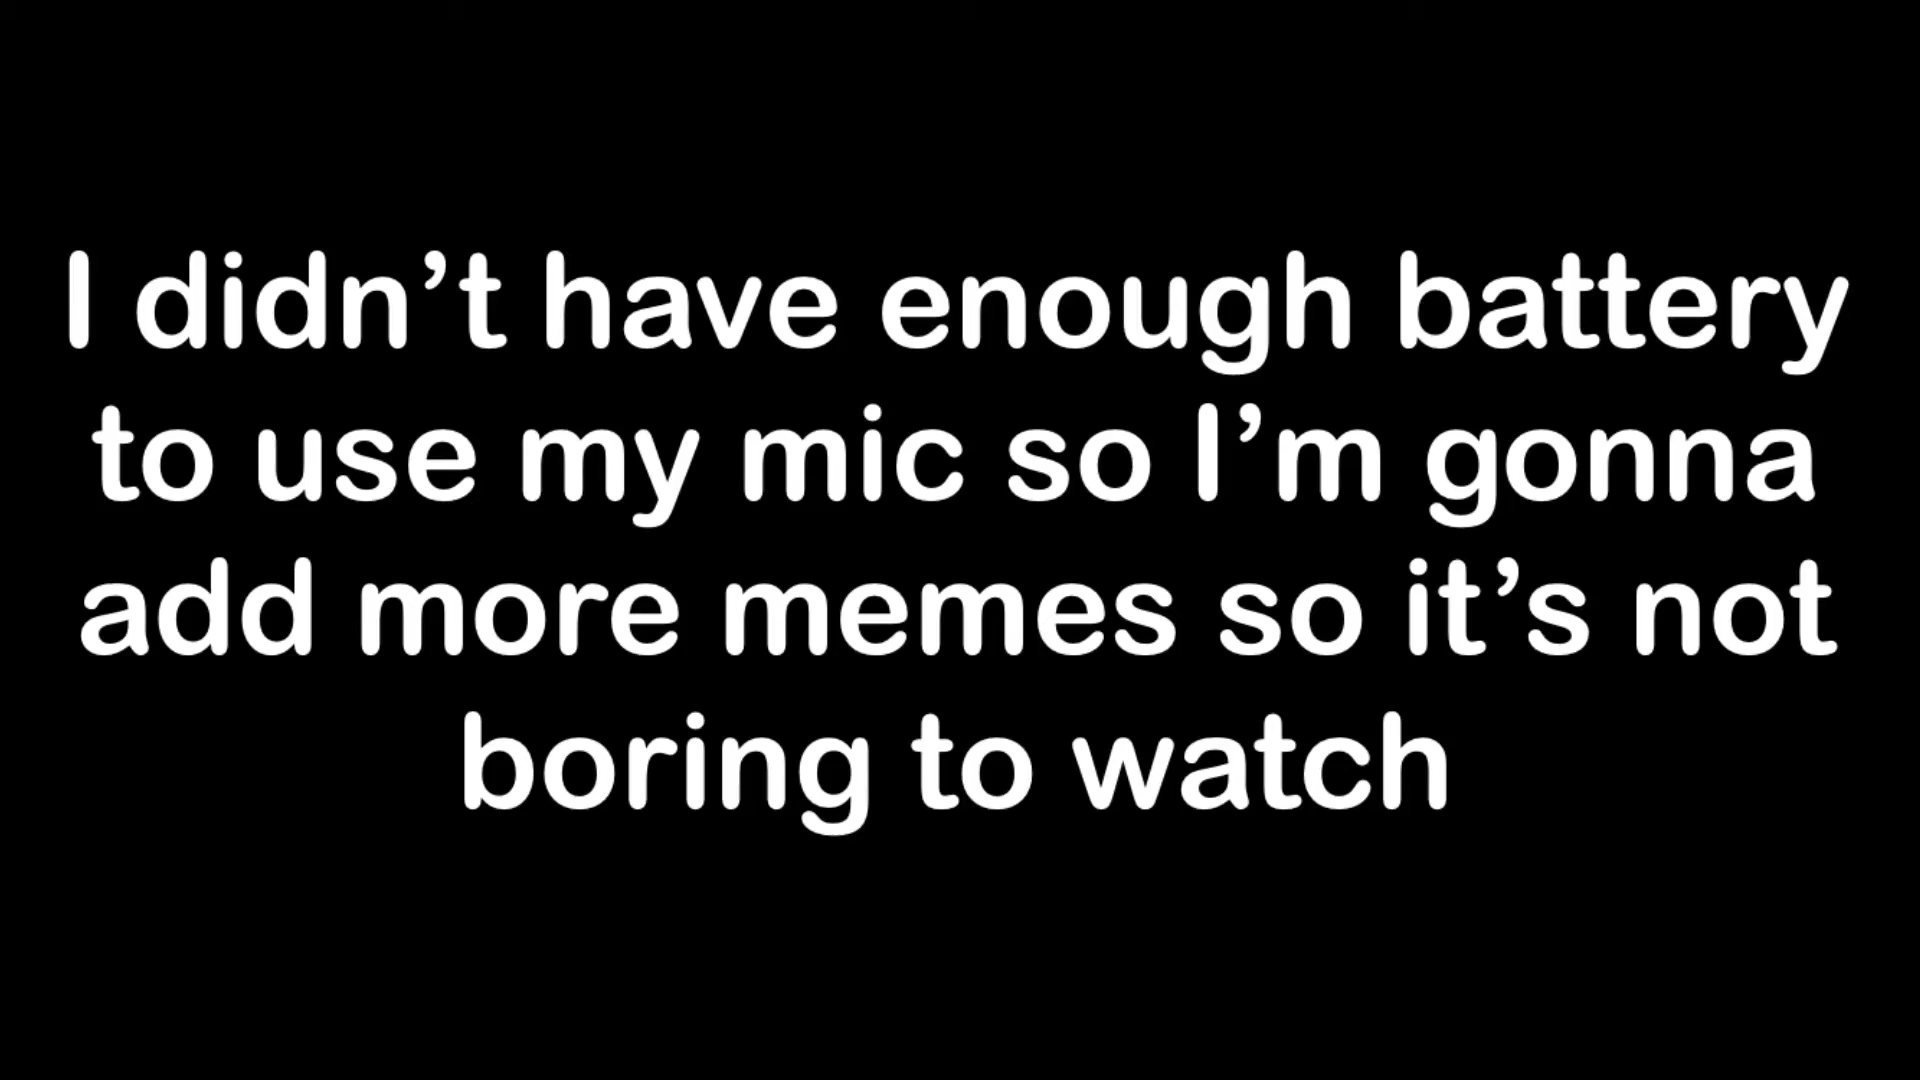 I didn’t have enough battery
to use my mic so I’m gonna
add more memes so it’s not
boring to watch